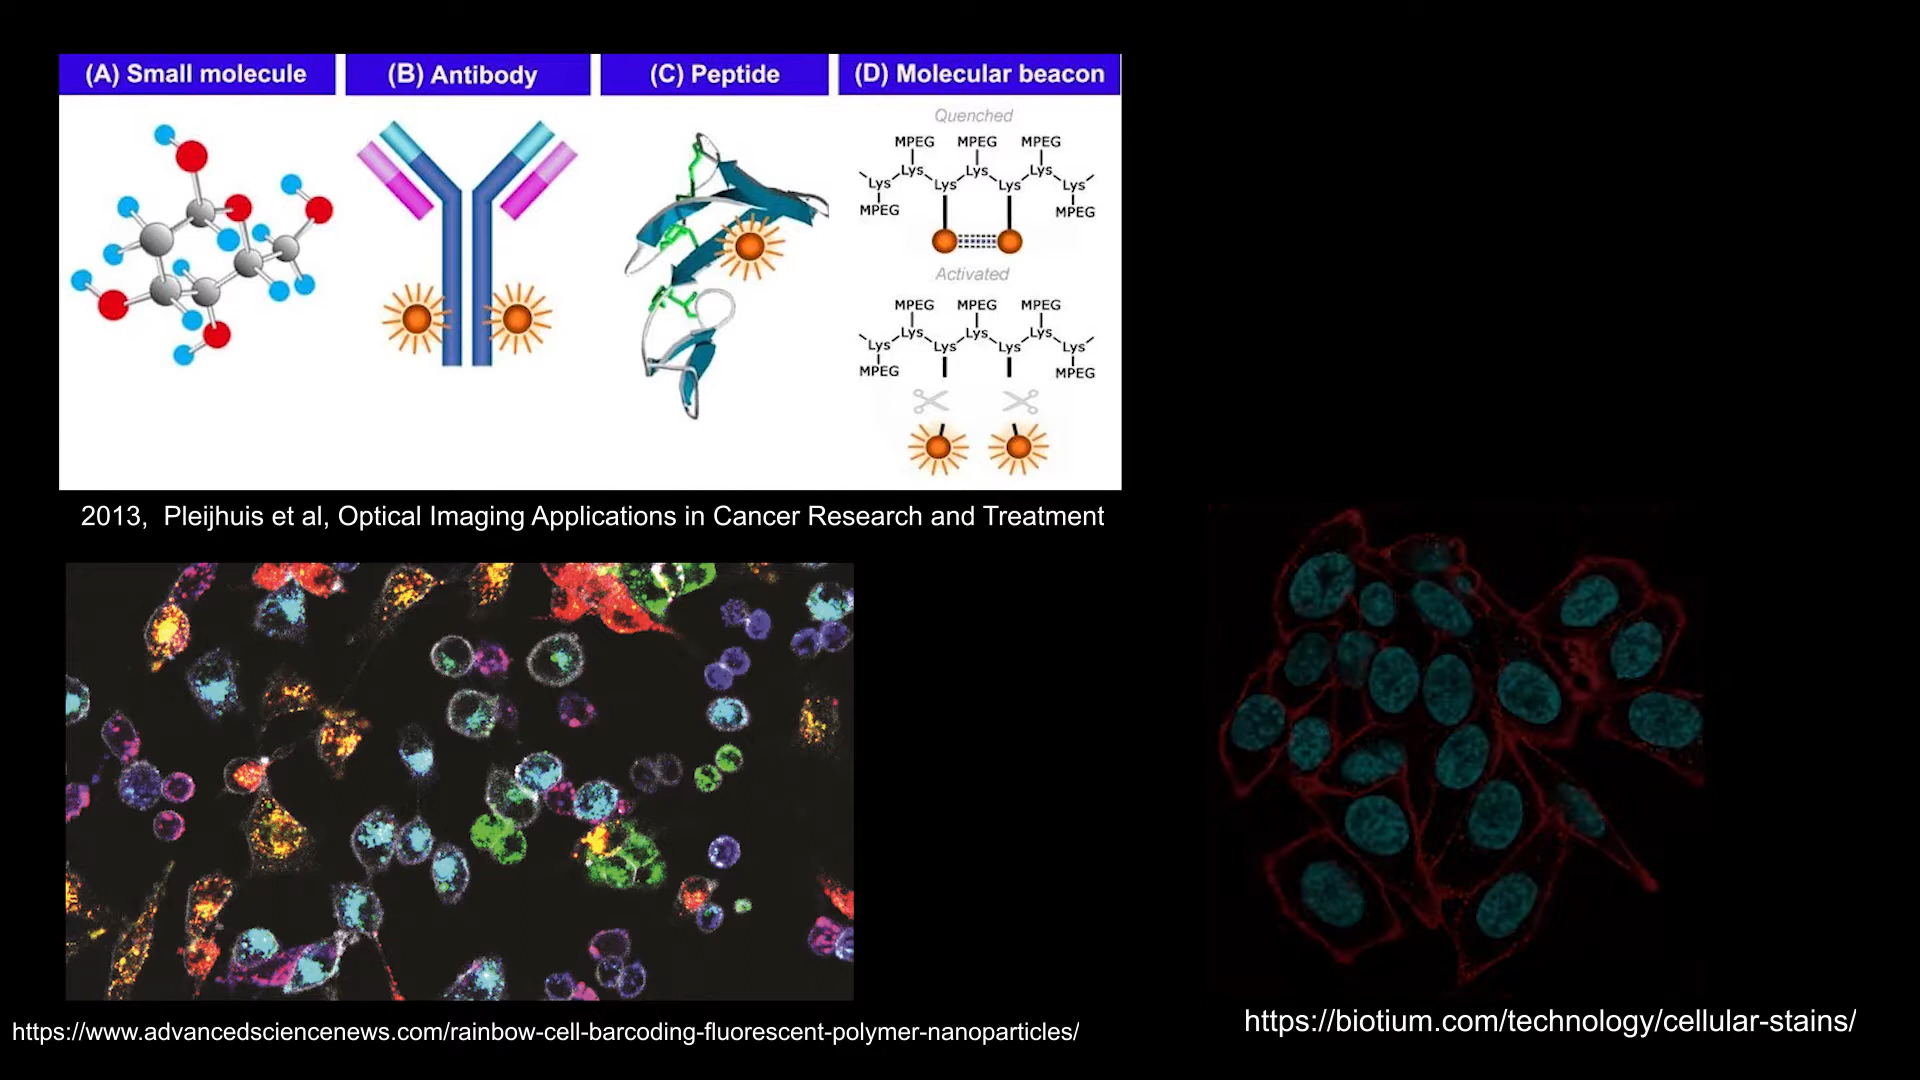 (A) Small molecule
(B) Antibody
(C) Peptide
(D) Molecular beacon
Quenched
MPEG MPEG MPEG
Lys Lys Lys Lys Lys Lys Lys
MPEG MPEG
Activated
MPEG MPEG MPEG
Lys Lys Lys Lys Lys Lys Lys
MPEG MPEG
2013, Pleijhuis et al, Optical Imaging Applications in Cancer Research and Treatment
https://www.advancedsciencenews.com/rainbow-cell-barcoding-fluorescent-polymer-nanoparticles/
https://biotium.com/technology/cellular-stains/